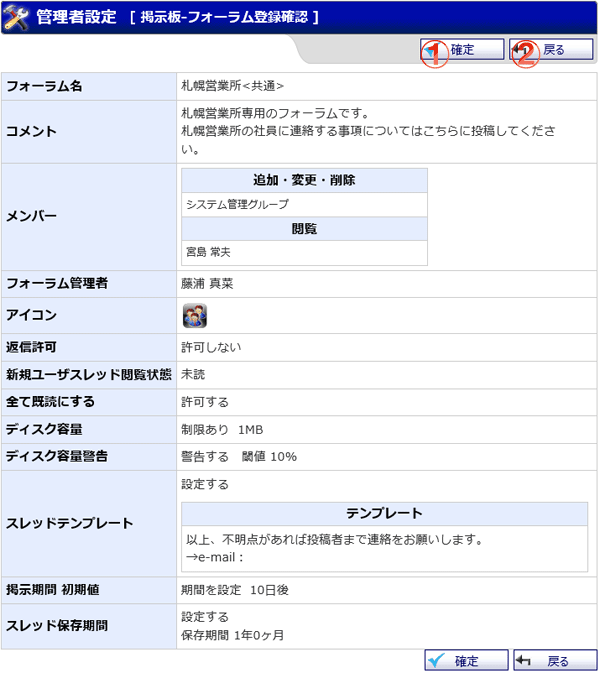 管理者設定 [ 掲示板-フォーラム登録確認 ]
① 確定 ② 戻る
フォーラム名 札幌営業所<共通>
コメント 札幌営業所専用のフォーラムです。
札幌営業所の社員に連絡する事項についてはこちらに投稿してくださ
い。
メンバー
追加・変更・削除
システム管理グループ
閲覧
宮島 常夫
フォーラム管理者 藤浦 真菜
アイコン
返信許可 許可しない
新規ユーザスレッド閲覧状態 未読
全て既読にする 許可する
ディスク容量 制限あり 1MB
ディスク容量警告 警告する 閾値 10%
スレッドテンプレート 設定する
テンプレート
以上、不明点があれば投稿者まで連絡をお願いします。
→e-mail：
掲示期間 初期値 期間を設定 10日後
スレッド保存期間 設定する
保存期間 1年0ヶ月
確定 戻る